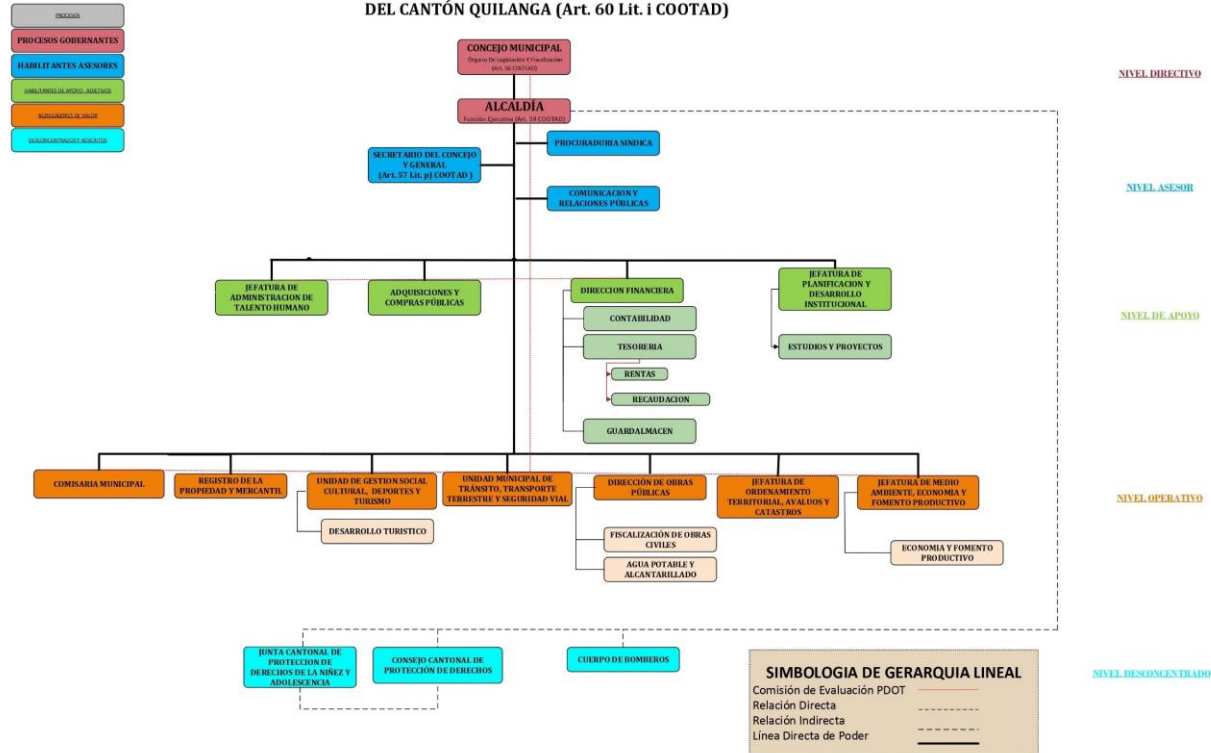 DEL CANTÓN QUILANGA (Art. 60 Lit. i COOTAD)
PROCESOS
PROCESOS GOBERNANTES
HABILITANTES ASESORES
HABILITANTES DE APOYO - ADJETIVOS
AGREGADORES DE VALOR
DESCONCENTRADOS Y ADSCRITOS
CONCEJO MUNICIPAL
Órgano De Legislación Y Fiscalización
(Art. 56 COOTAD)
NIVEL DIRECTIVO
ALCALDÍA
Función Ejecutiva (Art. 59 COOTAD)
PROCURADURIA SINDICA
SECRETARIO DEL CONCEJO
Y GENERAL
(Art. 57 Lit. p) COOTAD )
COMUNICACION Y
RELACIONES PÚBLICAS
NIVEL ASESOR
JEFATURA DE
ADMINISTRACION DE
TALENTO HUMANO
ADQUISICIONES Y
COMPRAS PÚBLICAS
DIRECCION FINANCIERA
JEFATURA DE
PLANIFICACION Y
DESARROLLO
INSTITUCIONAL
CONTABILIDAD
TESORERIA
RENTAS
RECAUDACION
GUARDALMACEN
ESTUDIOS Y PROYECTOS
NIVEL DE APOYO
COMISARIA MUNICIPAL
REGISTRO DE LA
PROPIEDAD Y MERCANTIL
UNIDAD DE GESTION SOCIAL
CULTURAL, DEPORTES Y
TURISMO
UNIDAD MUNICIPAL DE
TRÁNSITO, TRANSPORTE
TERRESTRE Y SEGURIDAD VIAL
DIRECCIÓN DE OBRAS
PÚBLICAS
JEFATURA DE
ORDENAMIENTO
TERRITORIAL, AVALUOS Y
CATASTROS
JEFATURA DE MEDIO
AMBIENTE, ECONOMIA Y
FOMENTO PRODUCTIVO
NIVEL OPERATIVO
DESARROLLO TURISTICO
FISCALIZACIÓN DE OBRAS
CIVILES
AGUA POTABLE Y
ALCANTARILLADO
ECONOMIA Y FOMENTO
PRODUCTIVO
JUNTA CANTONAL DE
PROTECCION DE
DERECHOS DE LA NIÑEZ Y
ADOLESCENCIA
CONSEJO CANTONAL DE
PROTECCIÓN DE DERECHOS
CUERPO DE BOMBEROS
NIVEL DESCONCENTRADO
SIMBOLOGIA DE GERARQUIA LINEAL
Comisión de Evaluación PDOT
Relación Directa
Relación Indirecta
Línea Directa de Poder